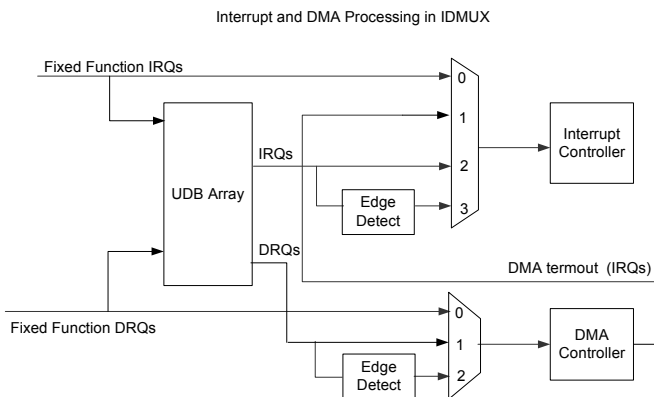 Interrupt and DMA Processing in IDMUX
Fixed Function IRQs
0
1
2
3
Interrupt
Controller
UDB Array
IRQs
Edge
Detect
DRQs
DMA termout (IRQs)
Fixed Function DRQs
0
1
2
Edge
Detect
DMA
Controller